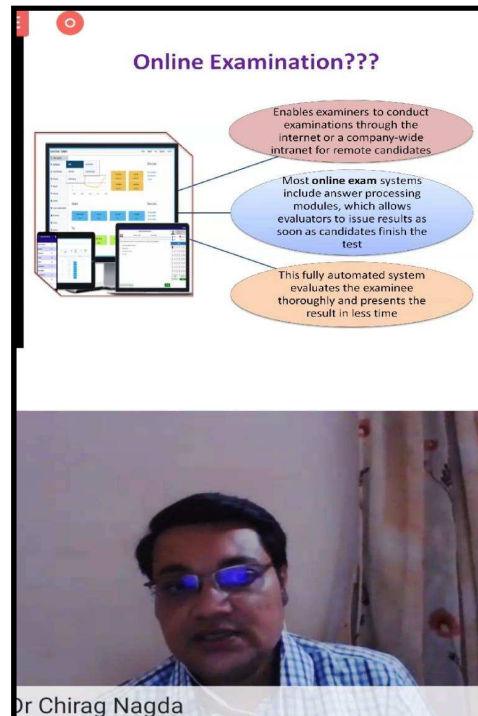 Online Examination???
Enables examiners to conduct
examinations through the
internet or a company-wide
intranet for remote candidates
Most online exam systems
include answer processing
modules, which allows
evaluators to issue results as
soon as candidates finish the
test
This fully automated system
evaluates the examinee
thoroughly and presents the
result in less time
Dr Chirag Nagda